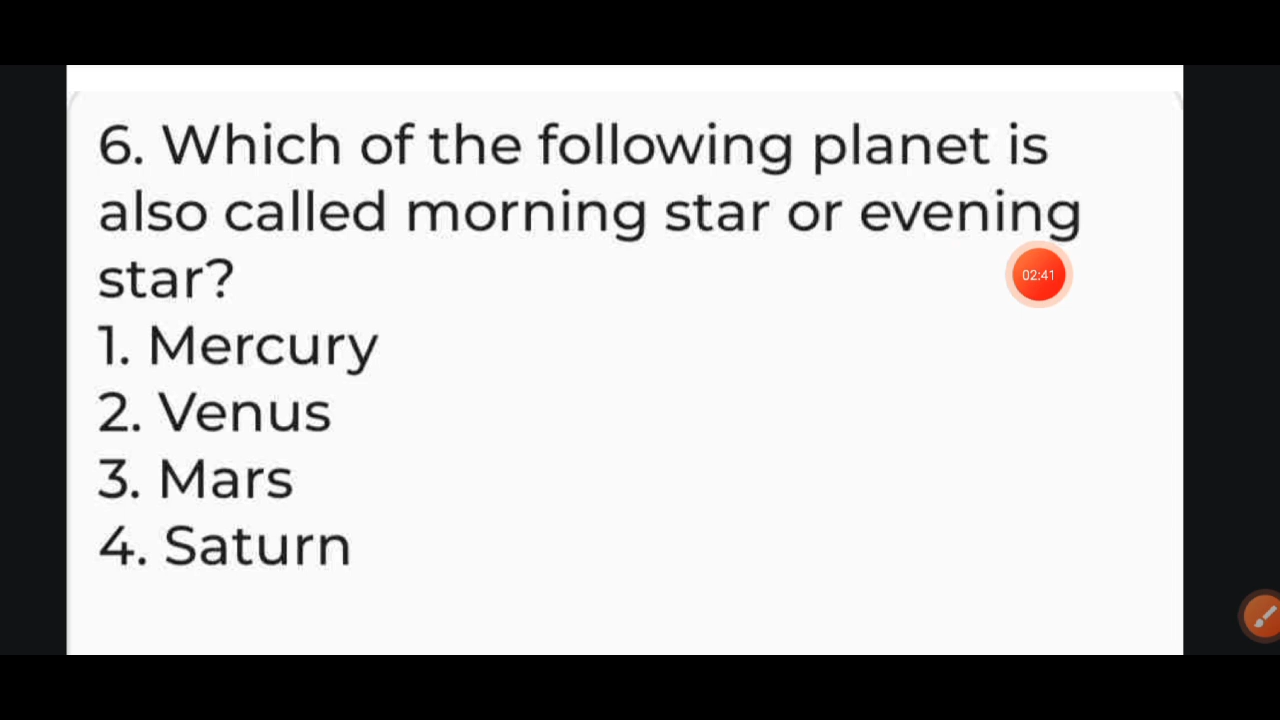 6. Which of the following planet is
also called morning star or evening
star?
02:41
1. Mercury
2. Venus
3. Mars
4. Saturn